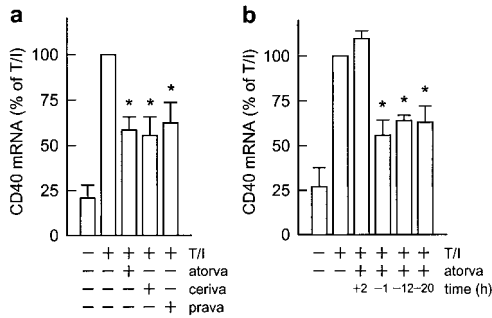 a
CD40 mRNA (% of T/I)
100
75
50
25
0
* * *
− + + + + T/I
− − + − − atorva
− − − + − ceriva
− − − − + prava
b
CD40 mRNA (% of T/I)
100
75
50
25
0
* * *
− + + + + + T/I
− − + + + + atorva
+2 −1 −12 −20 time (h)